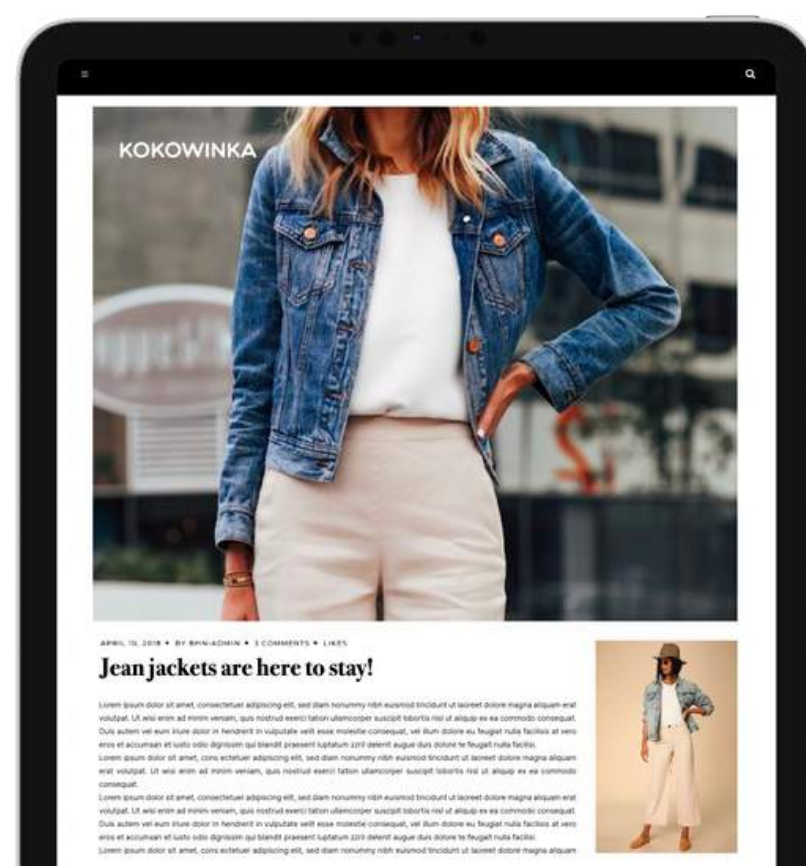 KOKOWINKA
APRIL 10, 2018 • BY BHN-ADMIN • 3 COMMENTS • LIKES
Jean jackets are here to stay!
Lorem ipsum dolor sit amet, consectetuer adipiscing elit, sed diam nonummy nibh euismod tincidunt ut laoreet dolore magna aliquam erat
volutpat. Ut wisi enim ad minim veniam, quis nostrud exerci tation ullamcorper suscipit lobortis nisl ut aliquip ex ea commodo consequat.
Duis autem vel eum iriure dolor in hendrerit in vulputate velit esse molestie consequat, vel illum dolore eu feugiat nulla facilisis at vero
eros et accumsan et iusto odio dignissim qui blandit praesent luptatum zzril delenit augue duis dolore te feugait nulla facilisi.
Lorem ipsum dolor sit amet, cons ectetuer adipiscing elit, sed diam nonummy nibh euismod tincidunt ut laoreet dolore magna aliquam
erat volutpat. Ut wisi enim ad minim veniam, quis nostrud exerci tation ullamcorper suscipit lobortis nisl ut aliquip ex ea commodo
consequat.
Lorem ipsum dolor sit amet, consectetuer adipiscing elit, sed diam nonummy nibh euismod tincidunt ut laoreet dolore magna aliquam erat
volutpat. Ut wisi enim ad minim veniam, quis nostrud exerci tation ullamcorper suscipit lobortis nisl ut aliquip ex ea commodo consequat.
Duis autem vel eum iriure dolor in hendrerit in vulputate velit esse molestie consequat, vel illum dolore eu feugiat nulla facilisis at vero
eros et accumsan et iusto odio dignissim qui blandit praesent luptatum zzril delenit augue duis dolore te feugait nulla facilisi.
Lorem ipsum dolor sit amet, cons ectetuer adipiscing elit, sed diam nonummy nibh euismod tincidunt ut laoreet dolore magna aliquam